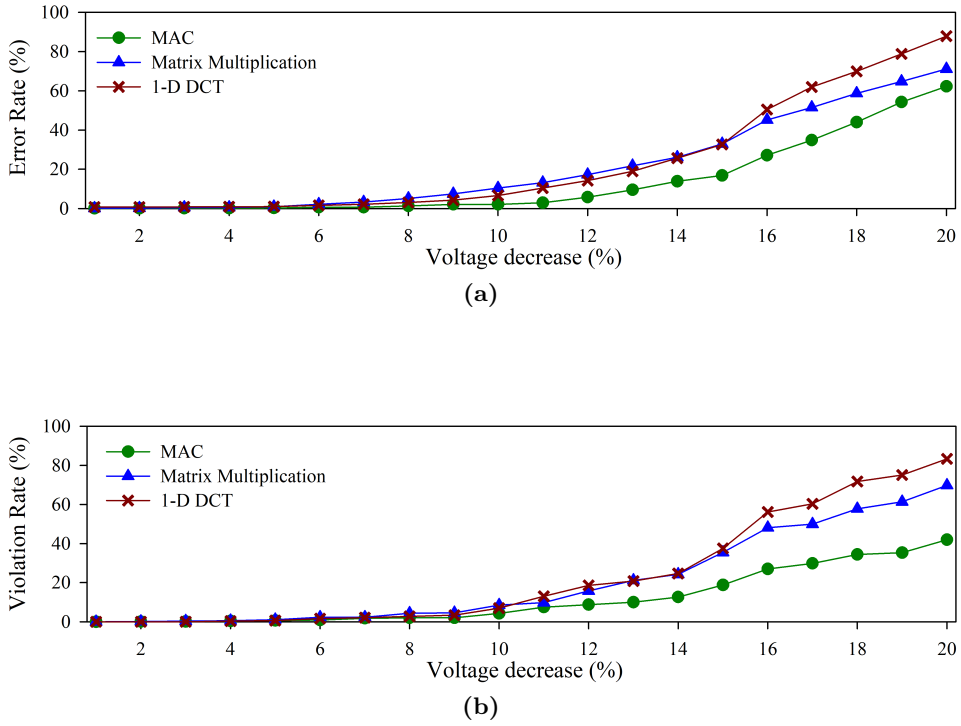 100
80
60
40
20
0
Error Rate (%)
MAC
Matrix Multiplication
1-D DCT
2 4 6 8 10 12 14 16 18 20
Voltage decrease (%)
(a)
100
80
60
40
20
0
Violation Rate (%)
MAC
Matrix Multiplication
1-D DCT
2 4 6 8 10 12 14 16 18 20
Voltage decrease (%)
(b)